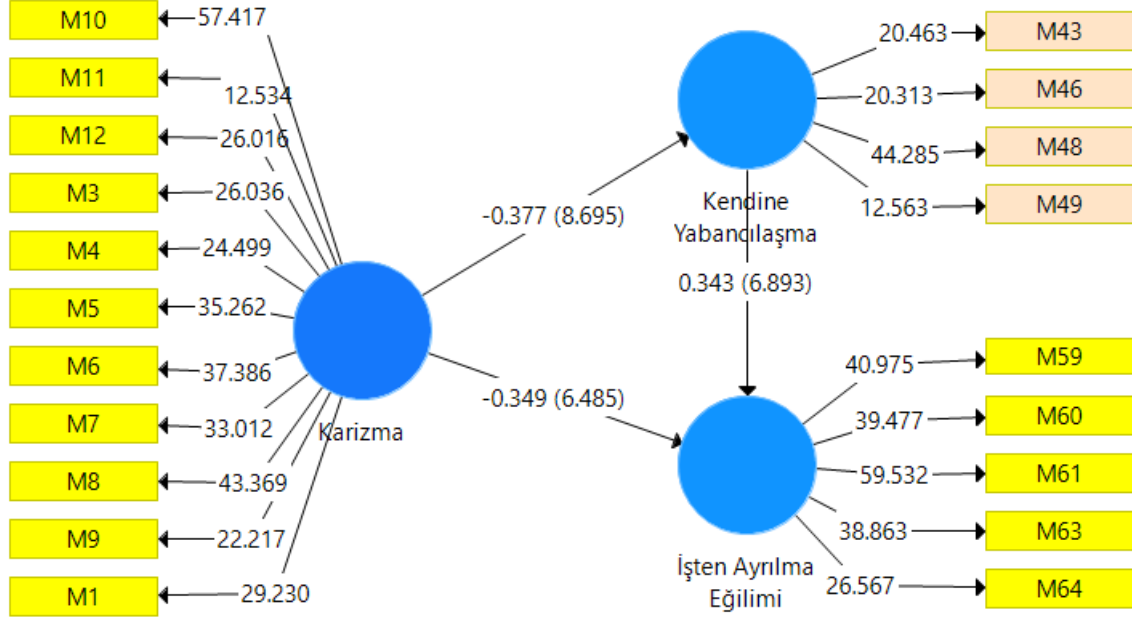 M10
57.417
M11
12.534
M12
26.016
M3
26.036
M4
24.499
M5
35.262
M6
37.386
M7
33.012
M8
43.369
M9
22.217
M1
29.230
Karizma
-0.377 (8.695)
-0.349 (6.485)
Kendine
Yabancılaşma
0.343 (6.893)
İşten Ayrılma
Eğilimi
20.463
M43
20.313
M46
44.285
M48
12.563
M49
40.975
M59
39.477
M60
59.532
M61
38.863
M63
26.567
M64